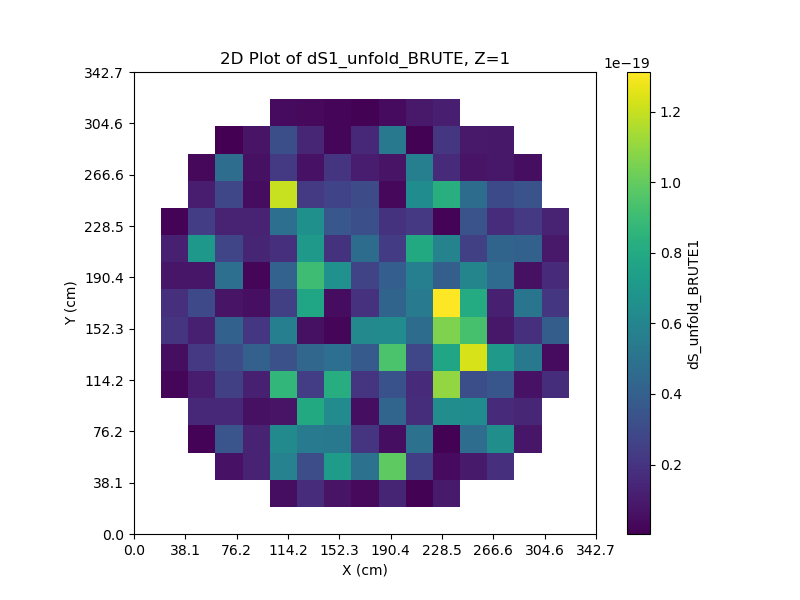 2D Plot of dS1_unfold_BRUTE, Z=1
1e−19
342.7
304.6
266.6
228.5
190.4
152.3
114.2
76.2
38.1
0.0
Y (cm)
0.0 38.1 76.2 114.2 152.3 190.4 228.5 266.6 304.6 342.7
X (cm)
1.2
1.0
0.8
0.6
0.4
0.2
dS_unfold_BRUTE1